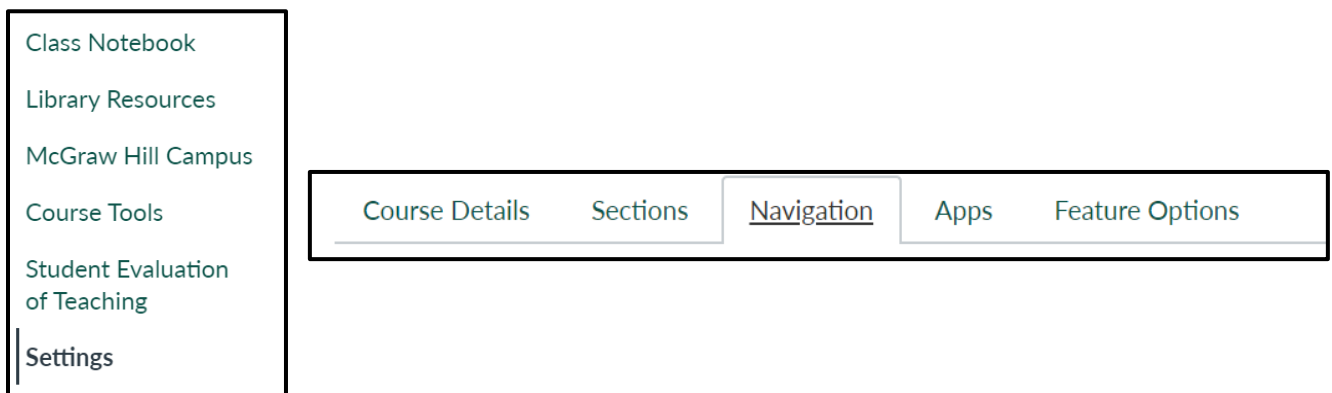 Class Notebook
Library Resources
McGraw Hill Campus
Course Tools
Student Evaluation
of Teaching
Settings
Course Details Sections Navigation Apps Feature Options